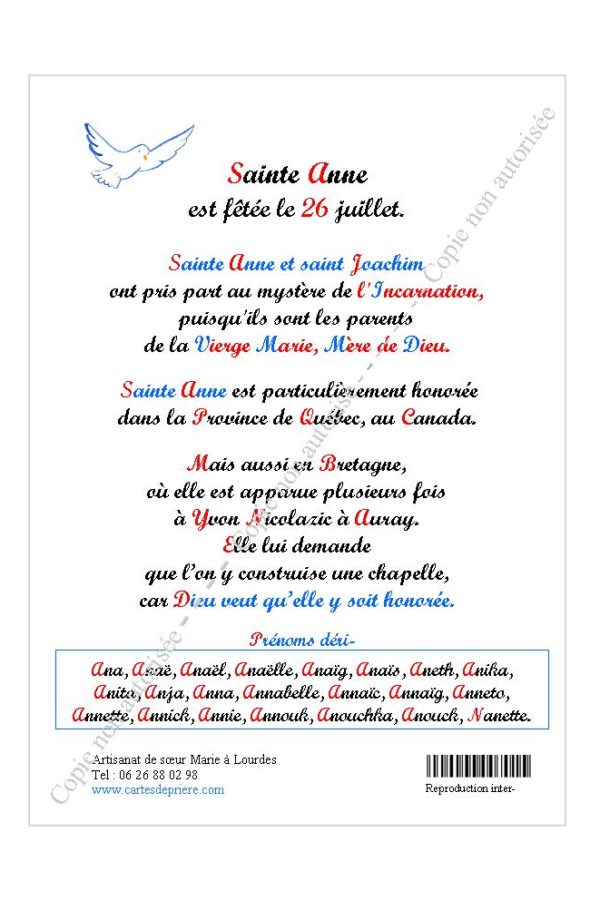 Sainte Anne
est fêtée le 26 juillet.
Sainte Anne et saint Joachim
ont pris part au mystère de l'Incarnation,
puisqu'ils sont les parents
de la Vierge Marie, Mère de Dieu.
Sainte Anne est particulièrement honorée
dans la Province de Québec, au Canada.
Mais aussi en Bretagne,
où elle est apparue plusieurs fois
à Yvon Nicolazic à Auray.
Elle lui demande
que l'on y construise une chapelle,
car Dieu veut qu'elle y soit honorée.
Prénoms déri-
Ana, Anaë, Anaël, Anaëlle, Anaïg, Anaïs, Aneth, Anika,
Anita, Anja, Anna, Annabelle, Annaïc, Annaïg, Anneto,
Annette, Annick, Annie, Annouk, Anouchka, Anouck, Nanette.
Artisanat de sœur Marie à Lourdes
Tel : 06 26 88 02 98
www.cartesdepriere.com
Reproduction inter-
Copie non autorisée - - - - - Copie non autorisée - - - - - - Copie non autorisée